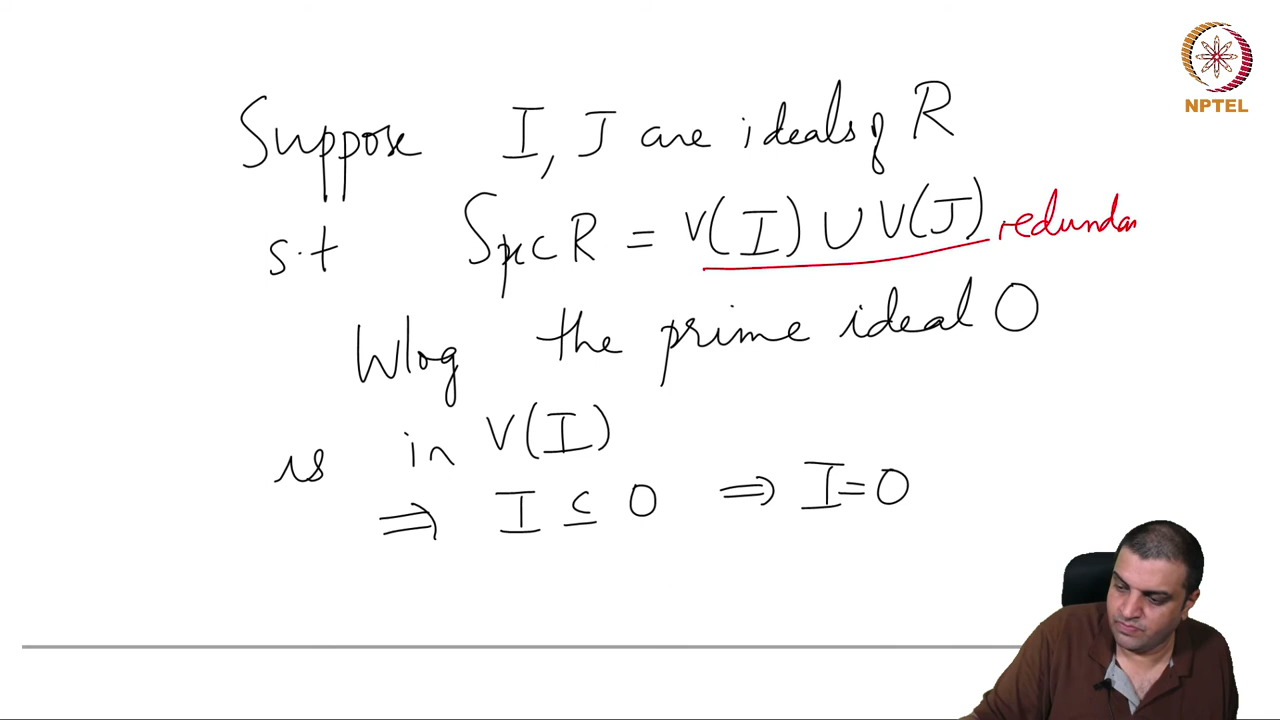 NPTEL
Suppose I, J are ideals of R
s.t Spec R = V(I) ∪ V(J) redundan
Wlog the prime ideal 0
is in V(I)
⇒ I ⊆ 0 ⇒ I = 0